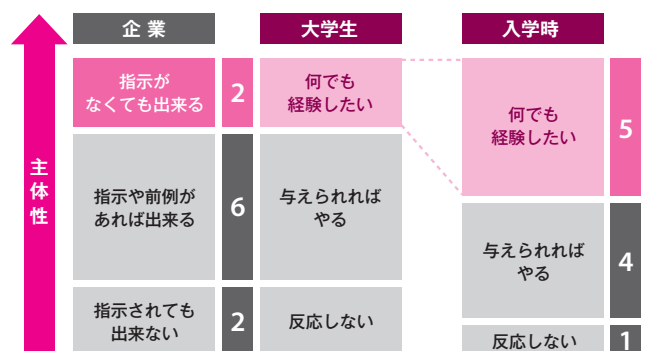 企業
大学生
入学時
主体性
指示が
なくても出来る
2
何でも
経験したい
何でも
経験したい
5
指示や前例が
あれば出来る
6
与えられれば
やる
与えられれば
やる
4
指示されても
出来ない
2
反応しない
反応しない
1